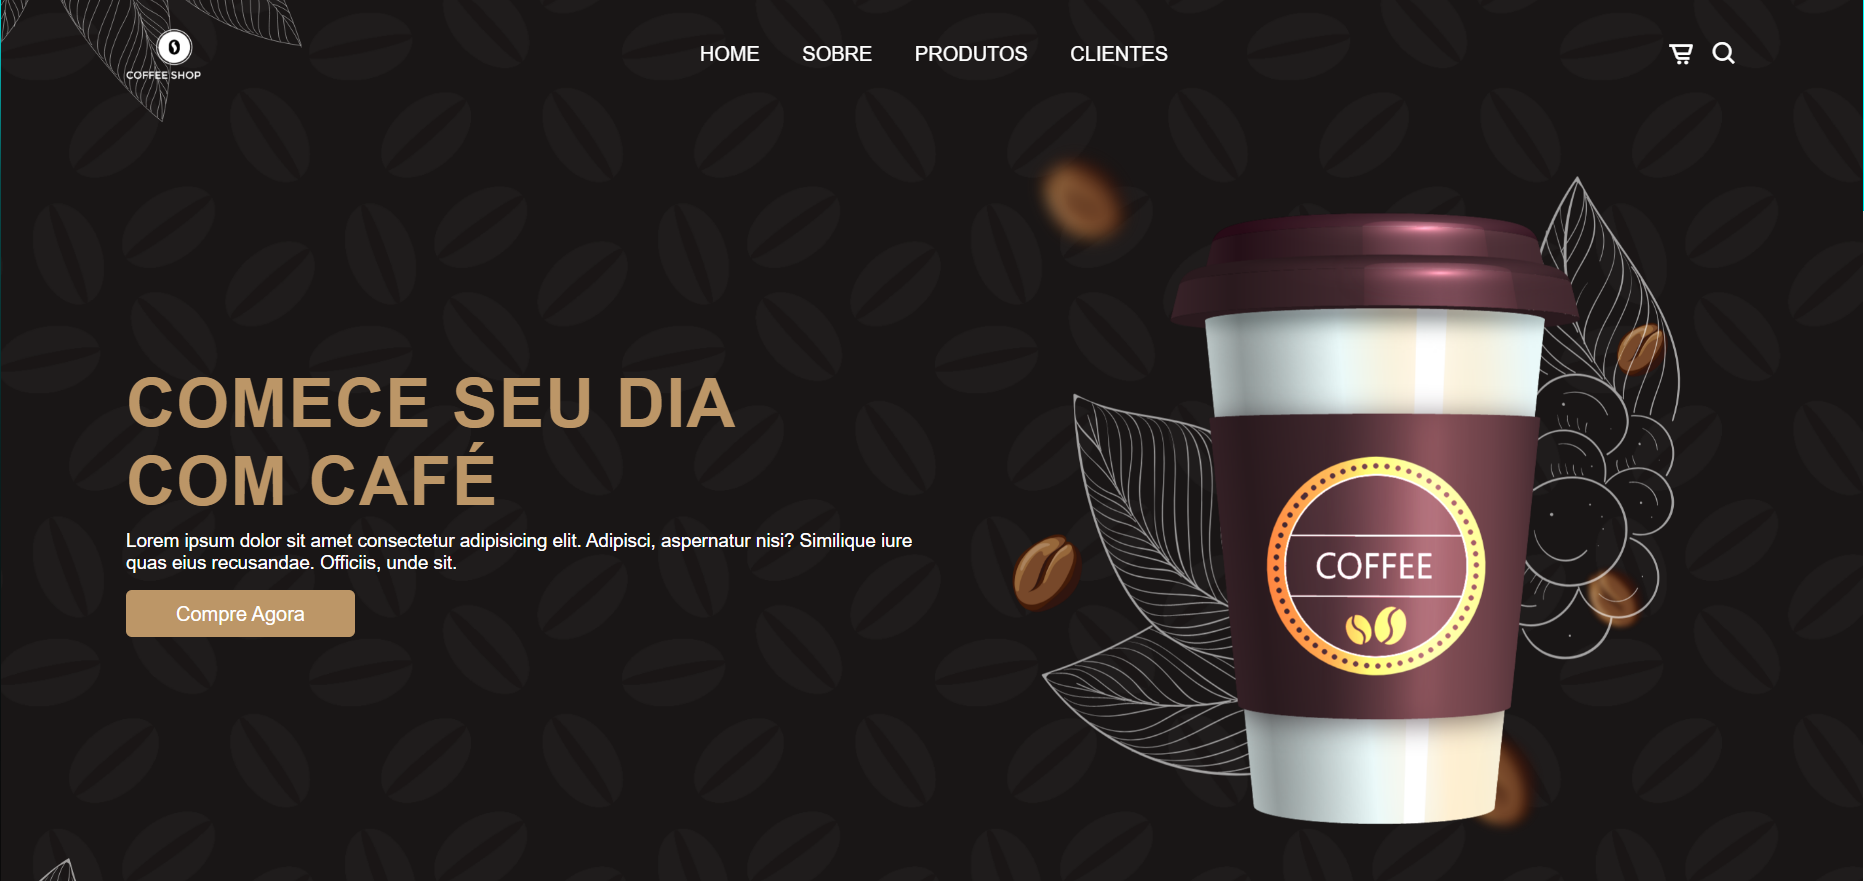 COFFEE SHOP
HOME SOBRE PRODUTOS CLIENTES
COMECE SEU DIA
COM CAFÉ
Lorem ipsum dolor sit amet consectetur adipisicing elit. Adipisci, aspernatur nisi? Similique iure
quas eius recusandae. Officiis, unde sit.
Compre Agora
COFFEE